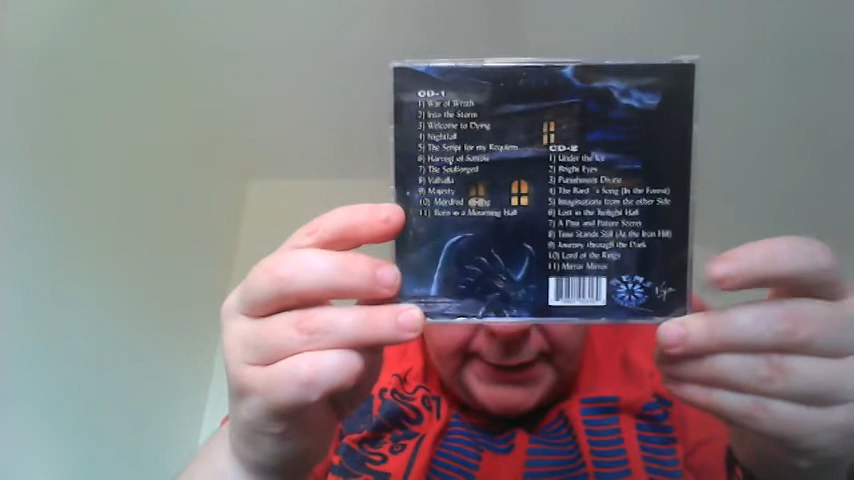 CD-1
1) War of Wrath
2) Into the Storm
3) Welcome to Dying
4) Nightfall
5) The Script for my Requiem
6) Harvest of Sorrow
7) The Soulforged
8) Valhalla
9) Majesty
10) Mordred Song
11) Born in a Mourning Hall
CD-2
1) Under the Ice
2) Bright Eyes
3) Punishment Divine
4) The Bard 's Song (In the Forest)
5) Imaginations from the other Side
6) Lost in the Twilight Hall
7) A Past and Future Secret
8) Time Stands Still (At the Iron Hill)
9) Journey through the Dark
10) Lord of the Rings
11) Mirror Mirror
Virgin